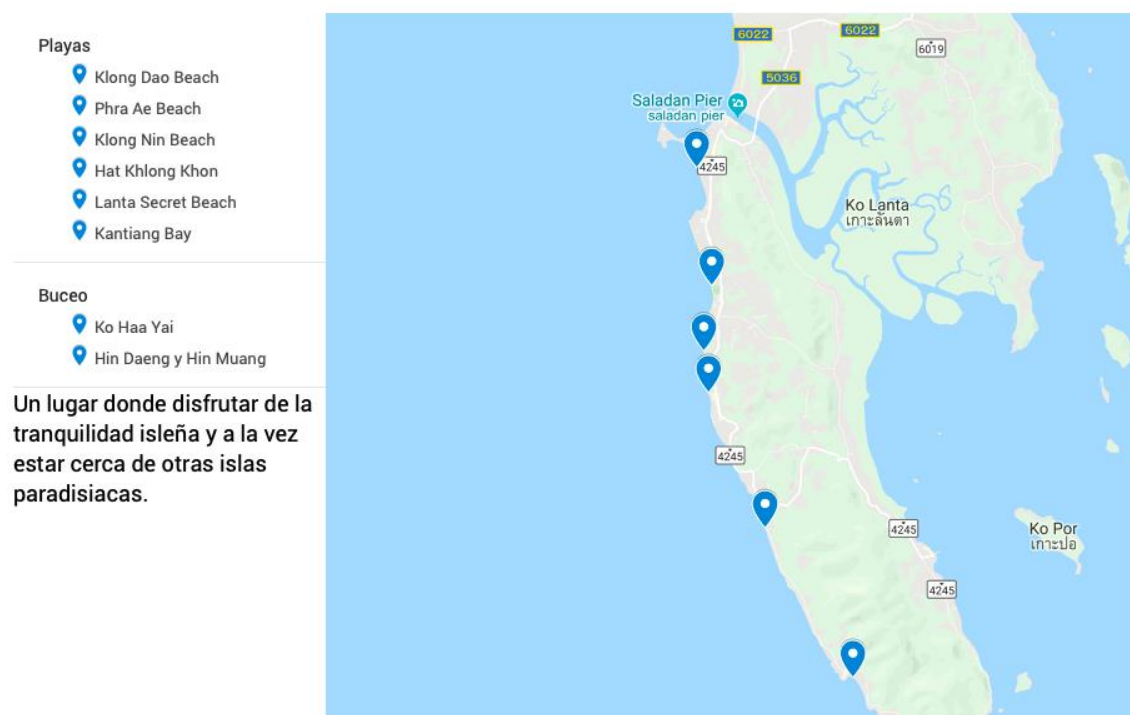 Playas
Klong Dao Beach
Phra Ae Beach
Klong Nin Beach
Hat Khlong Khon
Lanta Secret Beach
Kantiang Bay
Buceo
Ko Haa Yai
Hin Daeng y Hin Muang
Un lugar donde disfrutar de la
tranquilidad isleña y a la vez
estar cerca de otras islas
paradisiacas.
6022
6022
6019
5036
Saladan Pier
saladan pier
4245
Ko Lanta
เกาะลันตา
4245
4245
Ko Por
เกาะปอ
4245